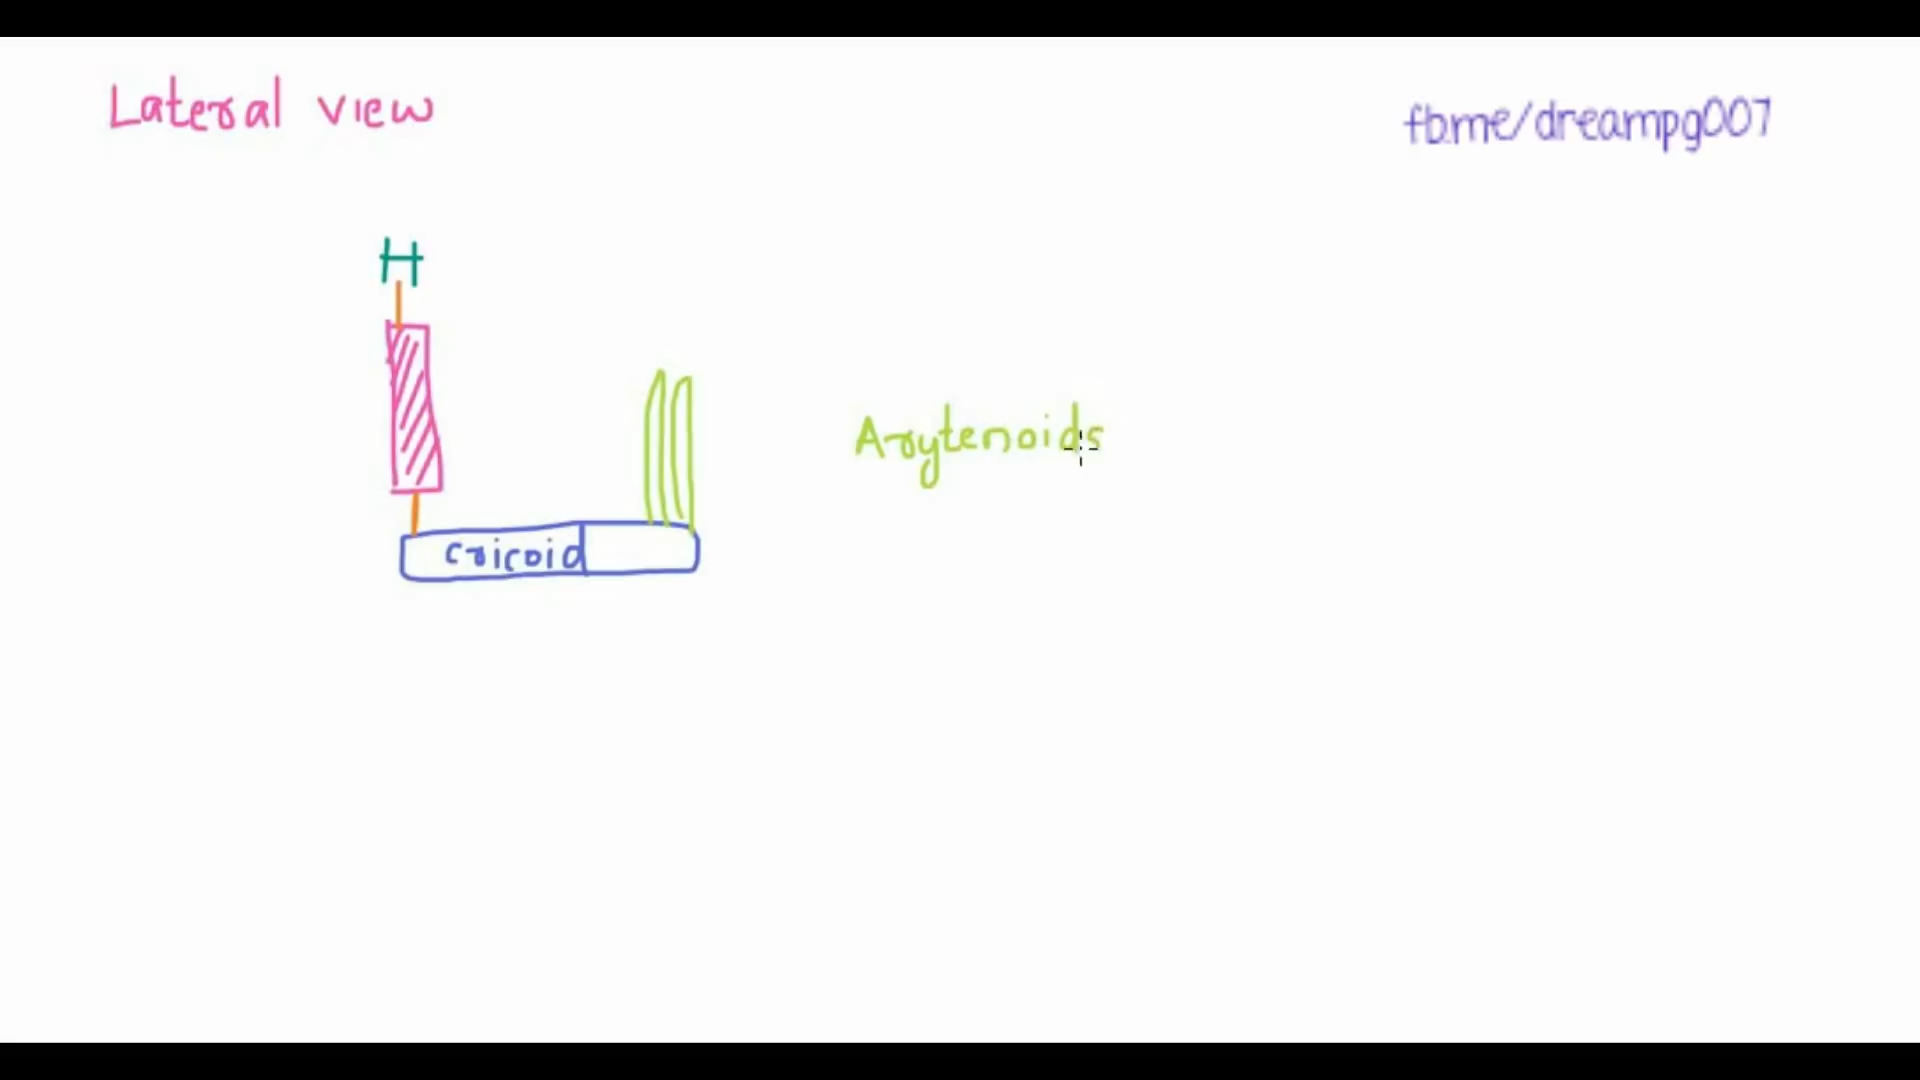 Lateral view
fb.me/dreampg007
H
Arytenoids
cricoid